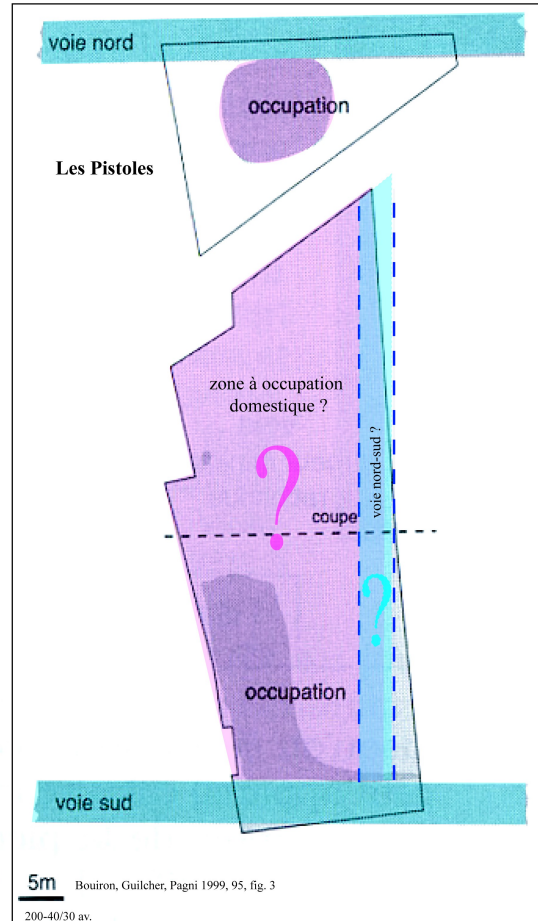 voie nord
occupation
Les Pistoles
zone à occupation
domestique ?
voie nord-sud ?
?
coupe
?
occupation
voie sud
5m
Bouiron, Guilcher, Pagni 1999, 95, fig. 3
200-40/30 av.